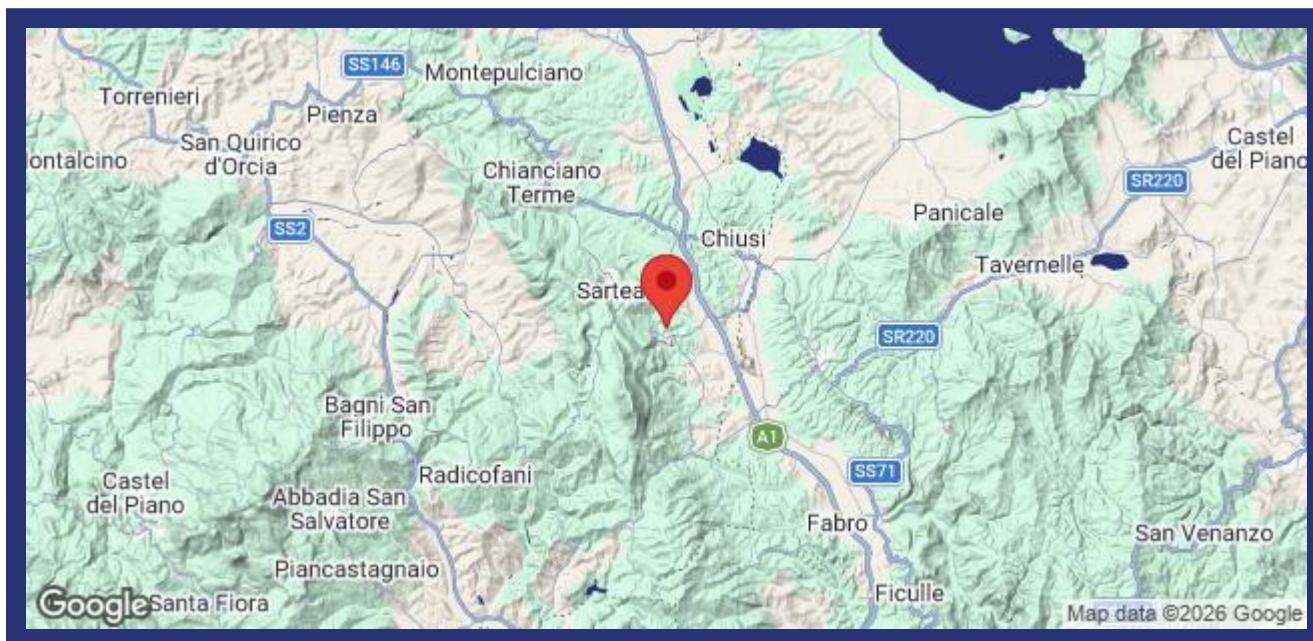 SS146
Montepulciano
Torrenieri
Pienza
San Quirico
d'Orcia
ontalcino
Castel
del Piano
Chianciano
Terme
SR220
SS2
Panicale
Chiusi
Tavernelle
Sartea
SR220
Bagni San
Filippo
A1
SS71
Radicofani
Castel
del Piano
Abbadia San
Salvatore
Fabro
San Venanzo
Piancastagnaio
Ficulle
Google
Santa Fiora
Map data ©2026 Google